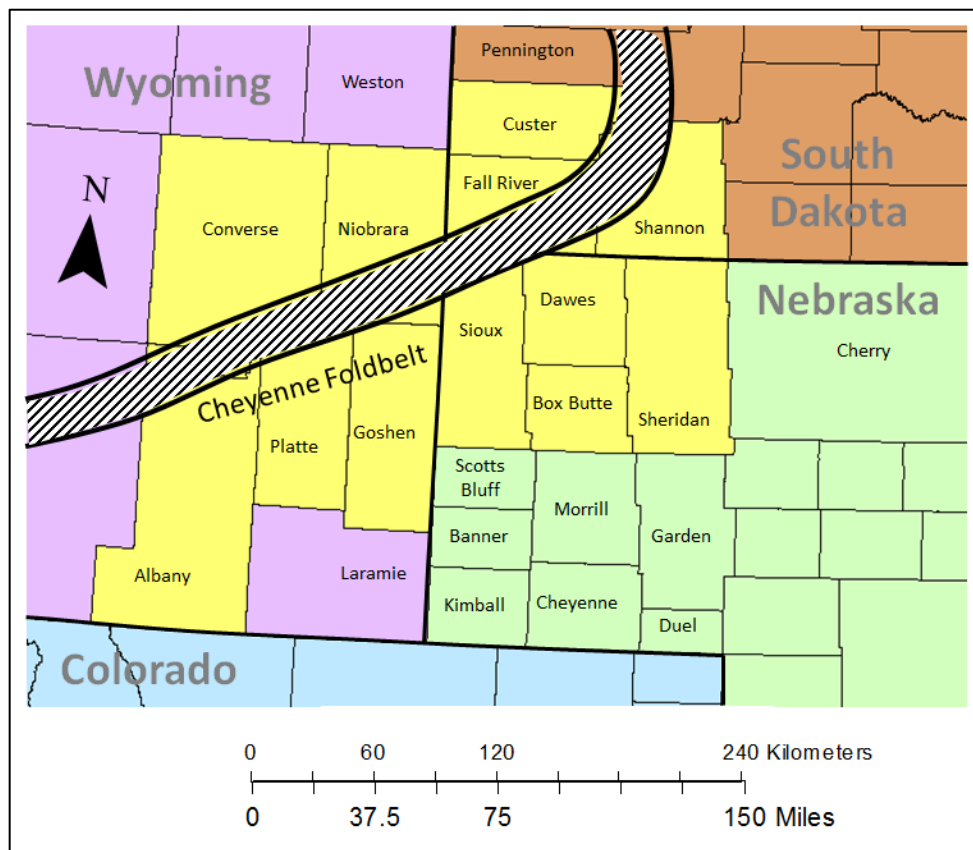 Pennington
Wyoming
Weston
Custer
South
Dakota
N
Fall River
Converse
Niobrara
Shannon
Nebraska
Dawes
Sioux
Cherry
Cheyenne Foldbelt
Box Butte
Sheridan
Platte
Goshen
Scotts
Bluff
Morrill
Banner
Garden
Albany
Laramie
Kimball
Cheyenne
Duel
Colorado
0 60 120 240 Kilometers
0 37.5 75 150 Miles